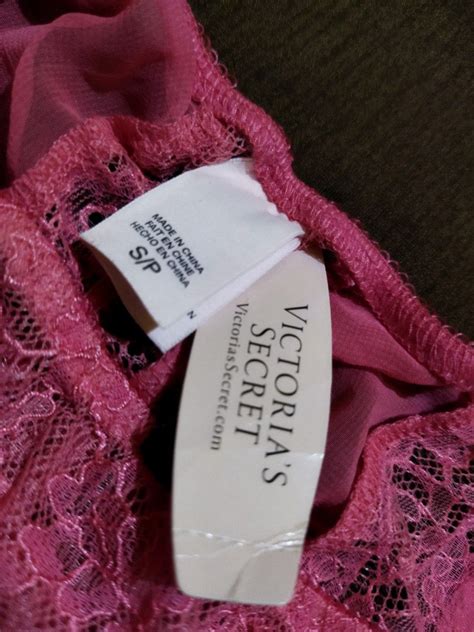 MADE IN CHINA
FAIT EN CHINE
HECHO EN CHINA
S/P
N
VICTORIA'S
SECRET
VictoriasSecret.com